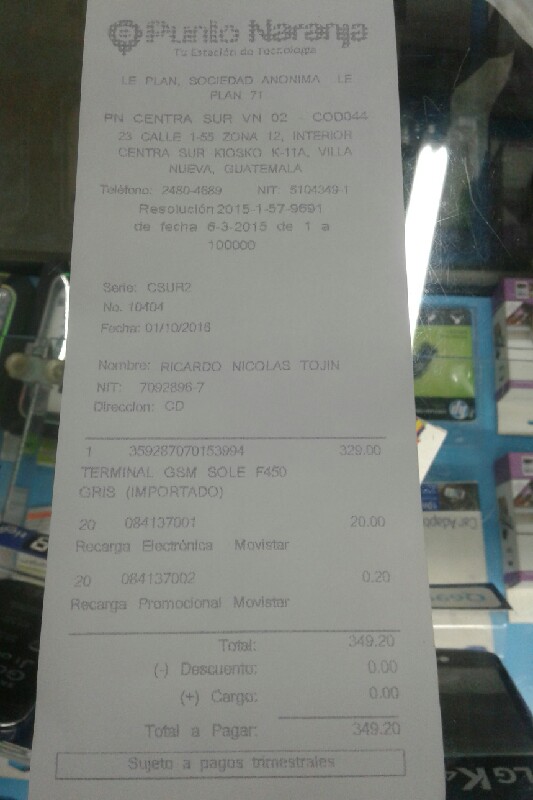 Punto Naranja
Tu Estación de Tecnología
LE PLAN, SOCIEDAD ANONIMA LE
PLAN 71
PN CENTRA SUR VN 02 COD044
23 CALLE 1-55 ZONA 12, INTERIOR
CENTRA SUR KIOSKO K-11A, VILLA
NUEVA, GUATEMALA
Teléfono: 2480-4889 NIT: 5104349-1
Resolución 2015-1-57-9691
de fecha 6-3-2015 de 1 a
100000
Serie: CSUR2
No. 10404
Fecha: 01/10/2016
Nombre: RICARDO NICOLAS TOJIN
NIT: 7092896-7
Direccion: CD
1 359287070153994 329.00
TERMINAL GSM SOLE F450
GRIS (IMPORTADO)
20 084137001 20.00
Recarga Electrónica Movistar
20 084137002 0.20
Recarga Promocional Movistar
Total: 349.20
(-) Descuento: 0.00
(+) Cargo: 0.00
Total a Pagar: 349.20
Sujeto a pagos trimestrales
hp
Car Adapt
LG K4